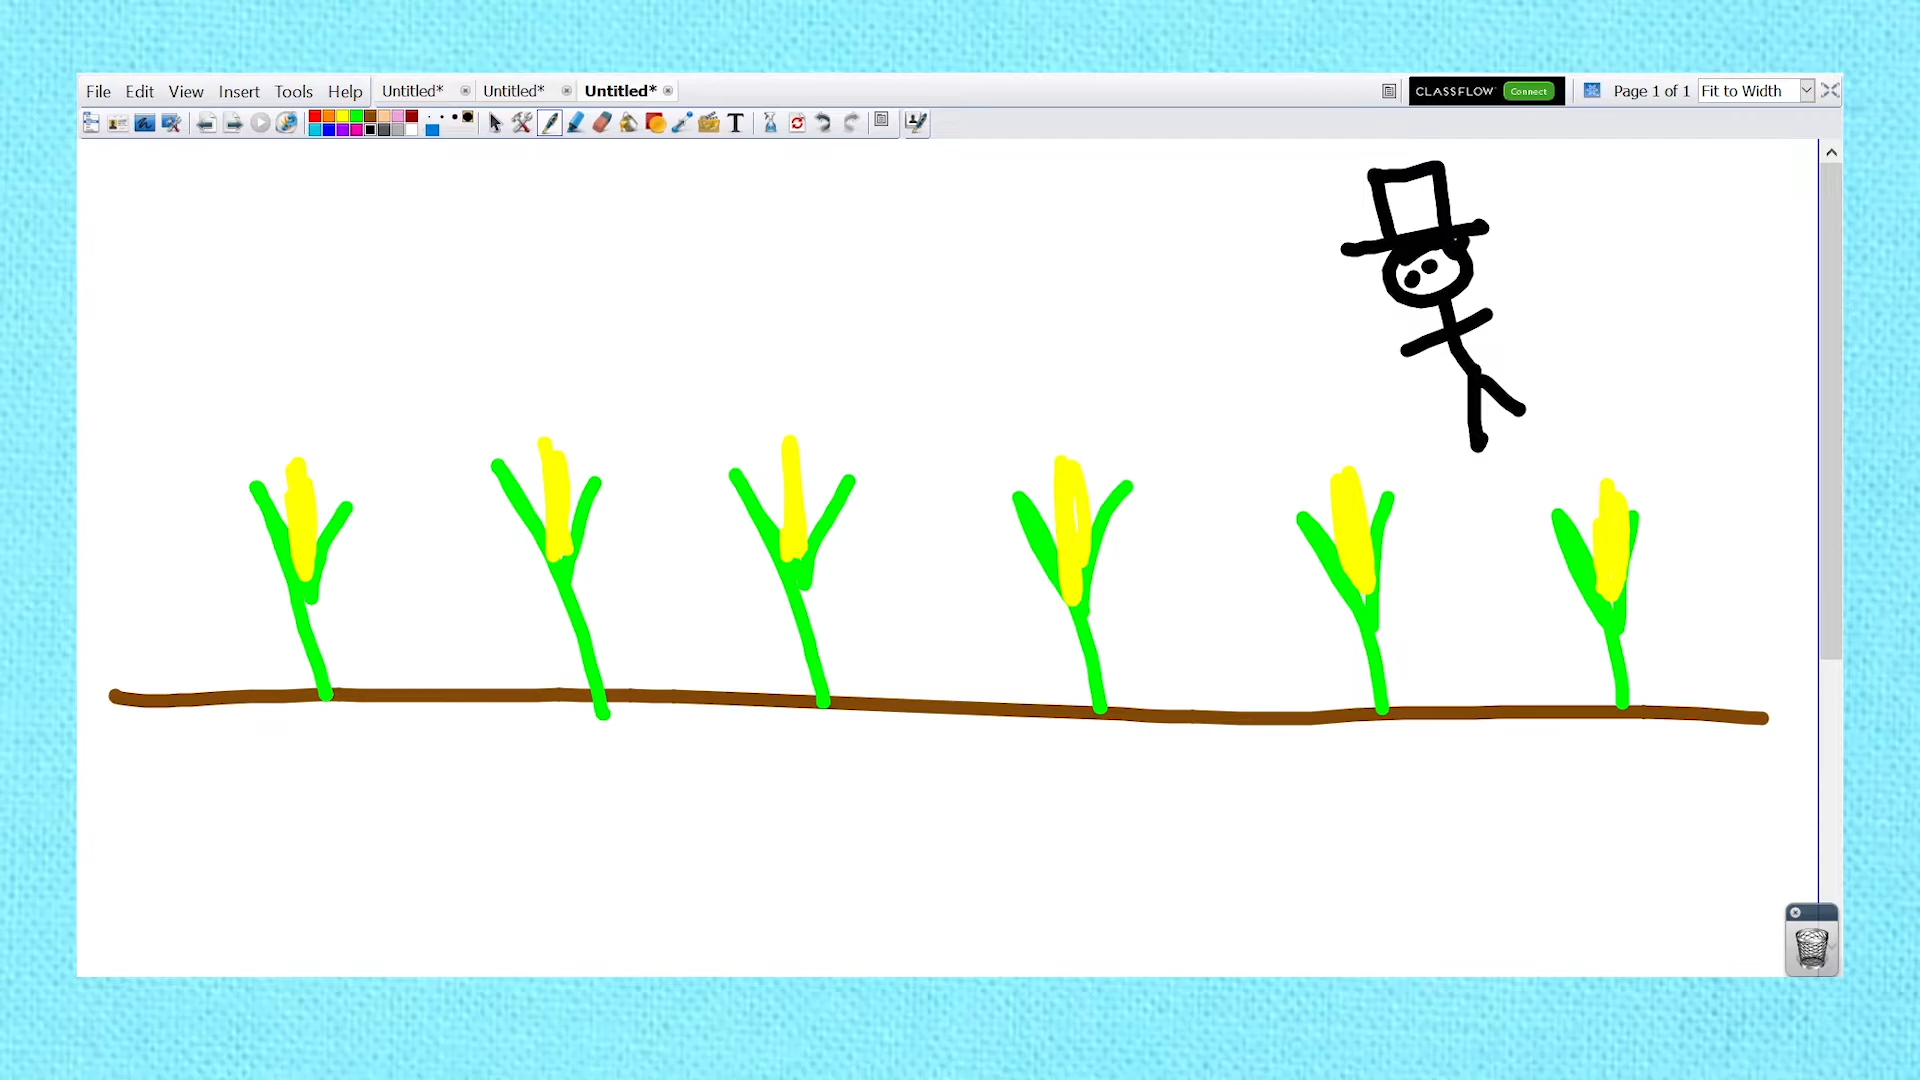 File Edit View Insert Tools Help Untitled* Untitled* Untitled* CLASSFLOW Connect Page 1 of 1 Fit to Width
T